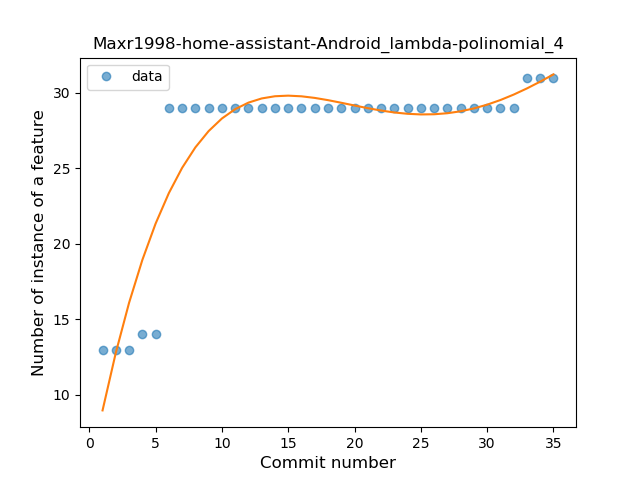 Maxr1998-home-assistant-Android_lambda-polinomial_4
data
Number of instance of a feature
30
25
20
15
10
0 5 10 15 20 25 30 35
Commit number